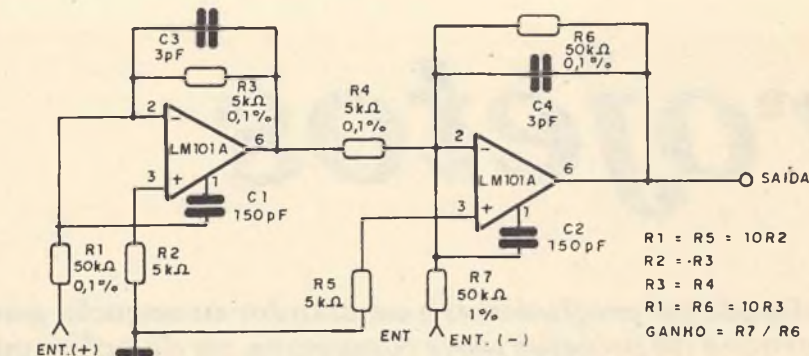 rojetos
C3
3pF
R3
5kΩ
0,1%
2
-
LM101A
6
3
+
1
C1
150pF
R1
50kΩ
0,1%
R2
5kΩ
ENT.(+)
R4
5kΩ
0,1%
R6
50kΩ
0,1%
C4
3pF
2
-
LM101A
6
3
+
1
C2
150pF
R5
5kΩ
R7
50kΩ
1%
ENT
ENT.(-)
SAÍDA
R1 = R5 = 10R2
R2 = R3
R3 = R4
R1 = R6 = 10R3
GANHO = R7 / R6